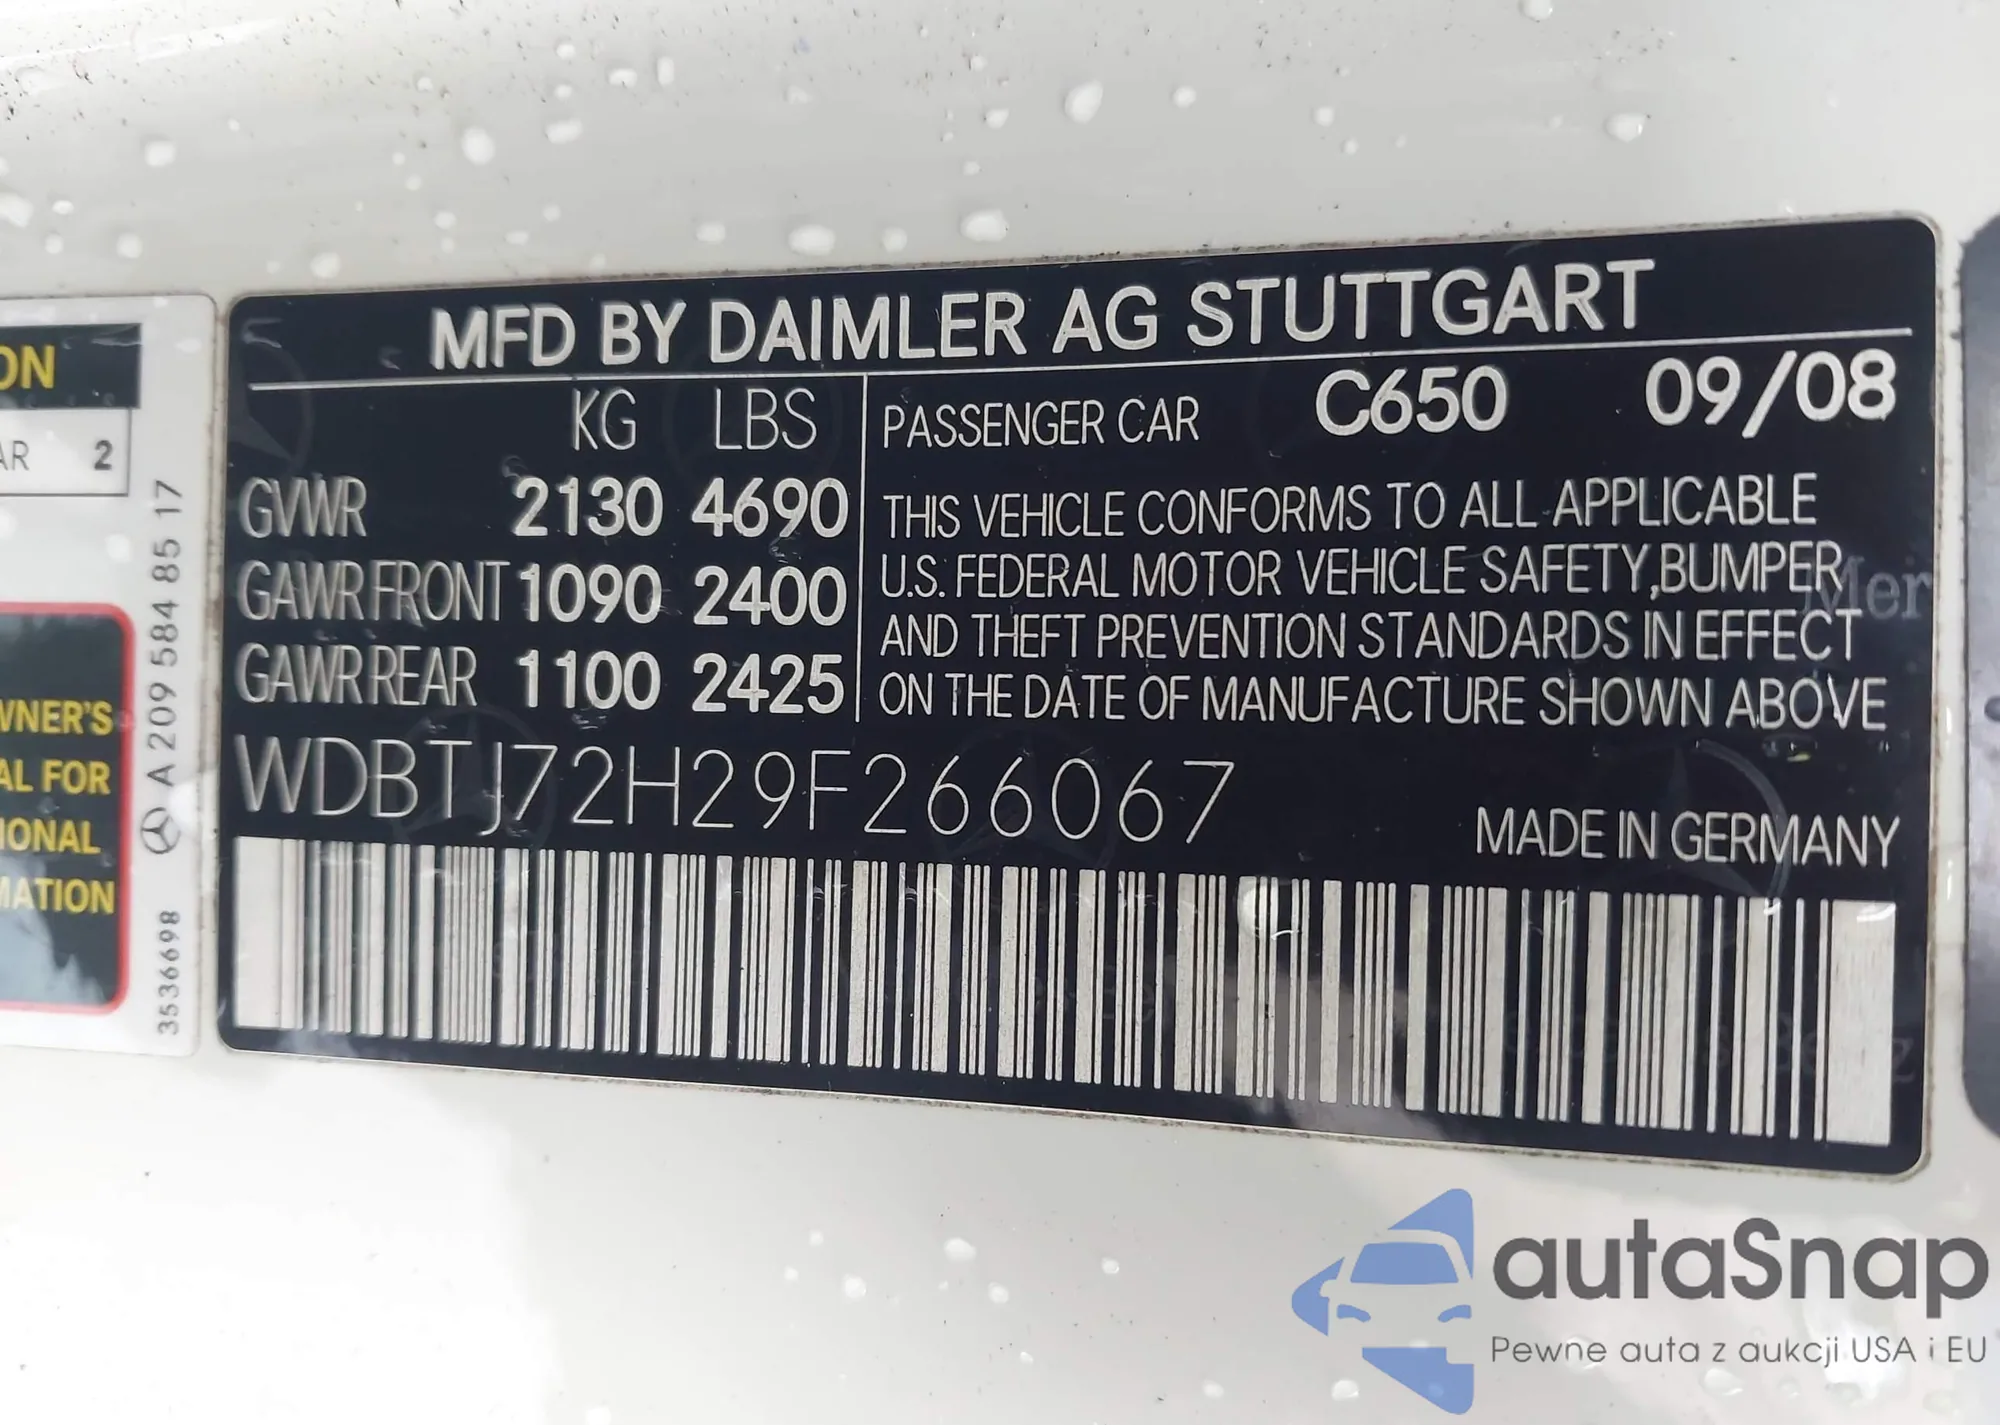 MFD BY DAIMLER AG STUTTGART
KG LBS
GVWR 2130 4690
GAWR FRONT 1090 2400
GAWR REAR 1100 2425
PASSENGER CAR C650 09/08
THIS VEHICLE CONFORMS TO ALL APPLICABLE
U.S. FEDERAL MOTOR VEHICLE SAFETY,BUMPER
AND THEFT PREVENTION STANDARDS IN EFFECT
ON THE DATE OF MANUFACTURE SHOWN ABOVE
WDBTJ72H29F266067
MADE IN GERMANY
ON
AR 2
WNER'S
AL FOR
IONAL
MATION
A 209 584 85 17
3536698
Mer
autaSnap
Pewne auta z aukcji USA i EU